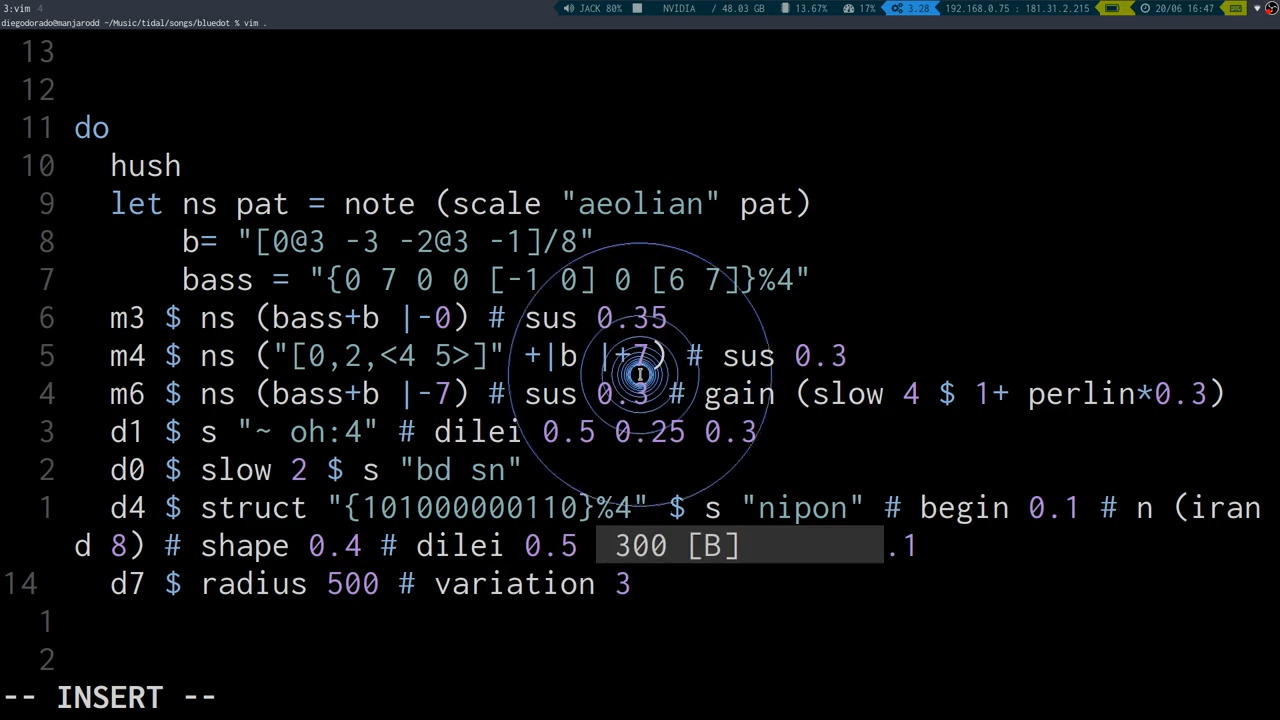 3:vim 4 JACK 80% NVIDIA / 48.03 GB 13.67% 17% 3.28 192.168.0.75 : 181.31.2.215 20/06 16:47
diegodorado@manjarodd ~/Music/tidal/songs/bluedot % vim .
13
12
11 do
10 hush
9 let ns pat = note (scale "aeolian" pat)
8 b= "[0@3 -3 -2@3 -1]/8"
7 bass = "{0 7 0 0 [-1 0] 0 [6 7]}%4"
6 m3 $ ns (bass+b |-0) # sus 0.35
5 m4 $ ns ("[0,2,<4 5>]" +|b |+7) # sus 0.3
4 m6 $ ns (bass+b |-7) # sus 0.3 # gain (slow 4 $ 1+ perlin*0.3)
3 d1 $ s "~ oh:4" # dilei 0.5 0.25 0.3
2 d0 $ slow 2 $ s "bd sn"
1 d4 $ struct "{101000000110}%4" $ s "nipon" # begin 0.1 # n (iran
d 8) # shape 0.4 # dilei 0.5 300 [B] .1
14 d7 $ radius 500 # variation 3
1
2
-- INSERT --